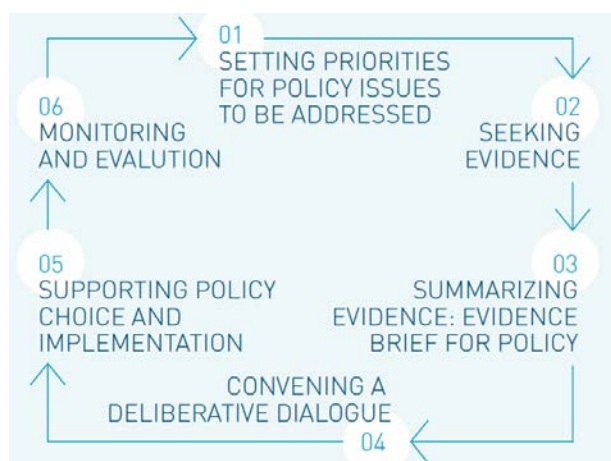 01
SETTING PRIORITIES
FOR POLICY ISSUES
TO BE ADDRESSED
02
SEEKING
EVIDENCE
03
SUMMARIZING
EVIDENCE: EVIDENCE
BRIEF FOR POLICY
CONVENING A
DELIBERATIVE DIALOGUE
04
05
SUPPORTING POLICY
CHOICE AND
IMPLEMENTATION
06
MONITORING
AND EVALUTION